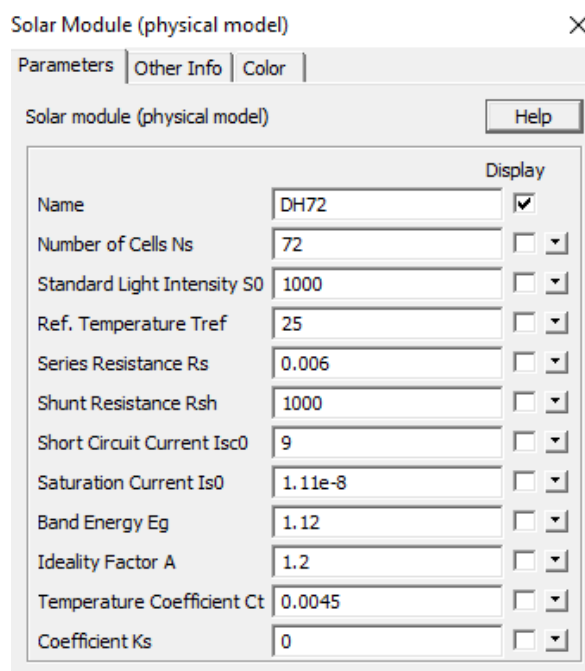 Solar Module (physical model)
Parameters Other Info Color
Solar module (physical model) Help
Display
Name DH72
Number of Cells Ns 72
Standard Light Intensity S0 1000
Ref. Temperature Tref 25
Series Resistance Rs 0.006
Shunt Resistance Rsh 1000
Short Circuit Current Isc0 9
Saturation Current Is0 1.11e-8
Band Energy Eg 1.12
Ideality Factor A 1.2
Temperature Coefficient Ct 0.0045
Coefficient Ks 0